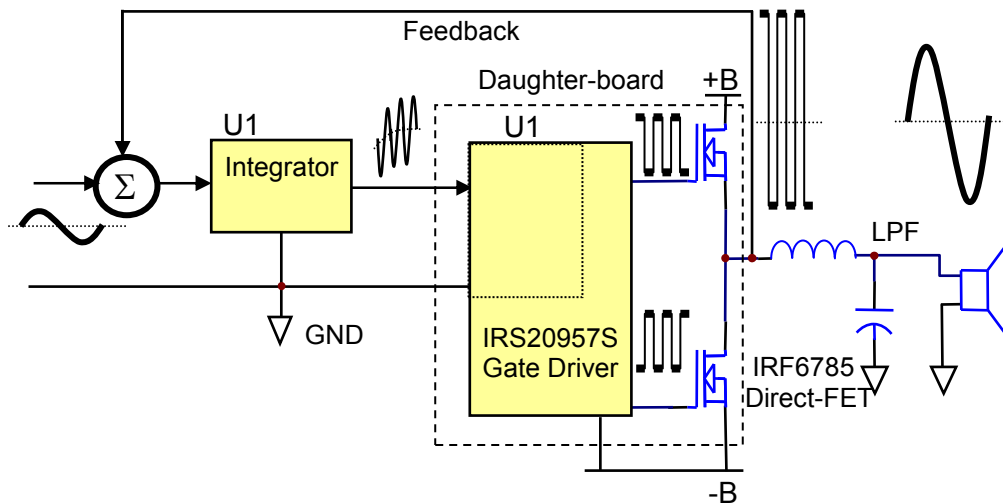 Feedback
Daughter-board
+B
U1
U1
Integrator
Σ
LPF
GND
IRS20957S
Gate Driver
IRF6785
Direct-FET
-B